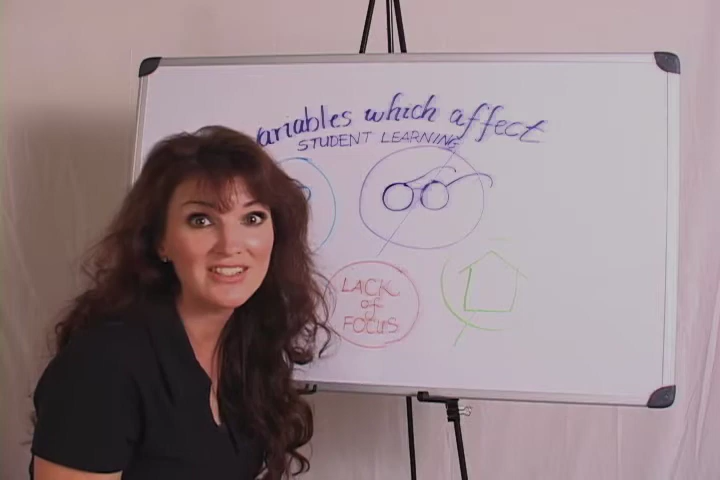 ariables which affect
STUDENT LEARNING
LACK
of
FOCUS